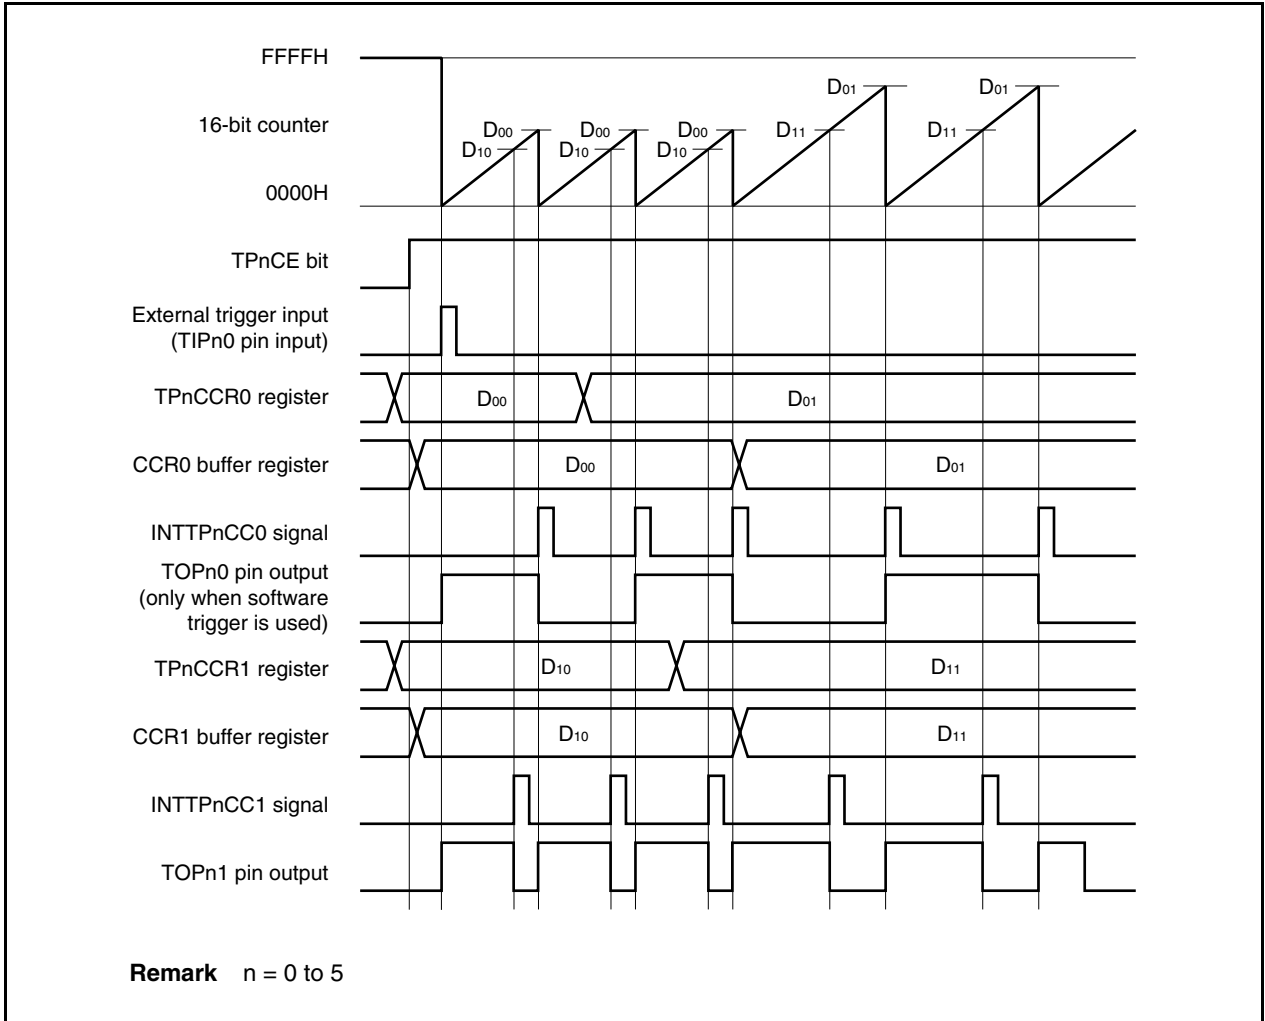 FFFFH
D01
D01
16-bit counter
D00
D00
D00
D11
D11
D10
D10
D10
0000H
TPnCE bit
External trigger input
(TIPn0 pin input)
TPnCCR0 register
D00
D01
CCR0 buffer register
D00
D01
INTTPnCC0 signal
TOPn0 pin output
(only when software
trigger is used)
TPnCCR1 register
D10
D11
CCR1 buffer register
D10
D11
INTTPnCC1 signal
TOPn1 pin output
Remark n = 0 to 5